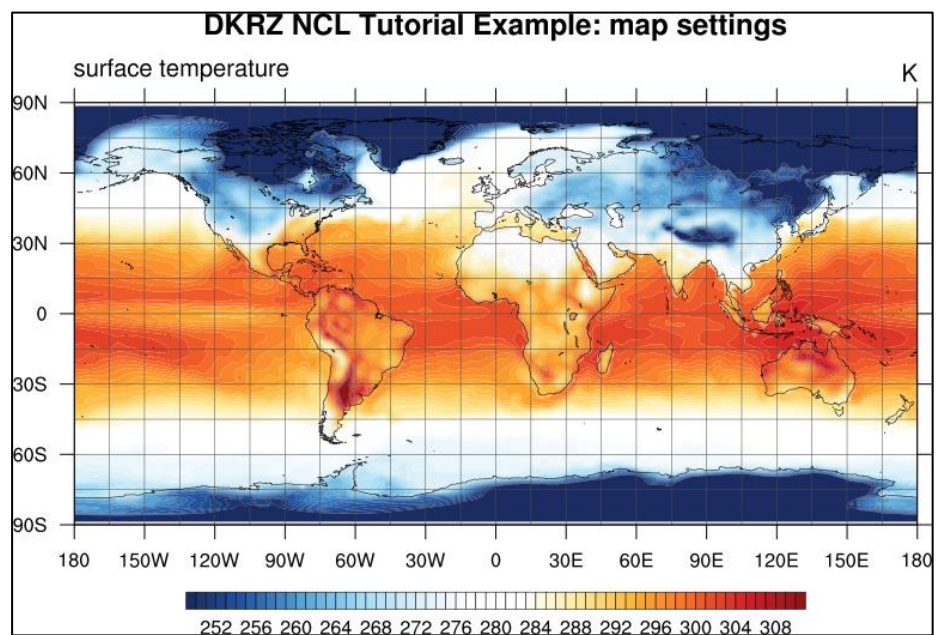 DKRZ NCL Tutorial Example: map settings
surface temperature K
90N
60N
30N
0
30S
60S
90S
180 150W 120W 90W 60W 30W 0 30E 60E 90E 120E 150E 180
252 256 260 264 268 272 276 280 284 288 292 296 300 304 308